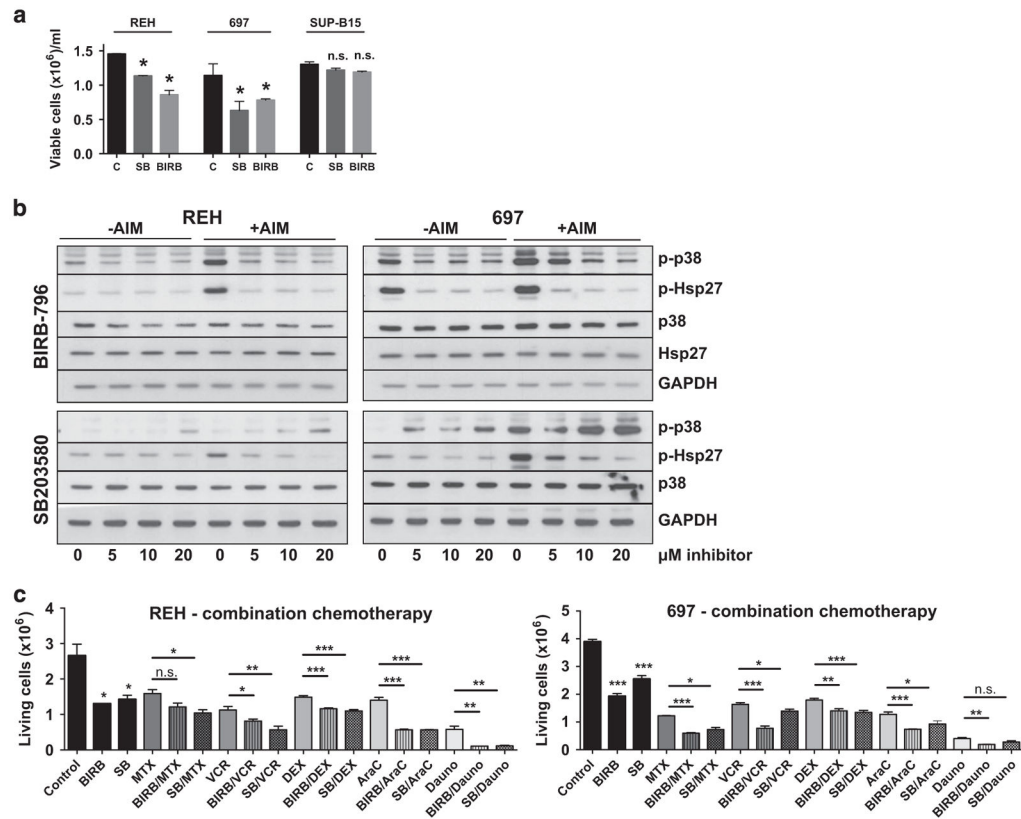 a
REH 697 SUP-B15
Viable cells (x10⁶)/ml
1.5
1.0
0.5
0.0
* * * * n.s. n.s.
C SB BIRB C SB BIRB C SB BIRB
b
REH 697
-AIM +AIM -AIM +AIM
BIRB-796
p-p38
p-Hsp27
p38
Hsp27
GAPDH
SB203580
p-p38
p-Hsp27
p38
GAPDH
0 5 10 20 0 5 10 20 0 5 10 20 0 5 10 20 µM inhibitor
c
REH - combination chemotherapy
Living cells (x10⁶)
4
3
2
1
0
* * * n.s. ** * *** *** *** *** ** **
Control BIRB SB MTX BIRB/MTX SB/MTX VCR BIRB/VCR SB/VCR DEX BIRB/DEX SB/DEX AraC BIRB/AraC SB/AraC Dauno BIRB/Dauno SB/Dauno
697 - combination chemotherapy
Living cells (x10⁶)
5
4
3
2
1
0
*** *** * *** * *** *** ** * *** n.s. **
Control BIRB SB MTX BIRB/MTX SB/MTX VCR BIRB/VCR SB/VCR DEX BIRB/DEX SB/DEX AraC BIRB/AraC SB/AraC Dauno BIRB/Dauno SB/Dauno